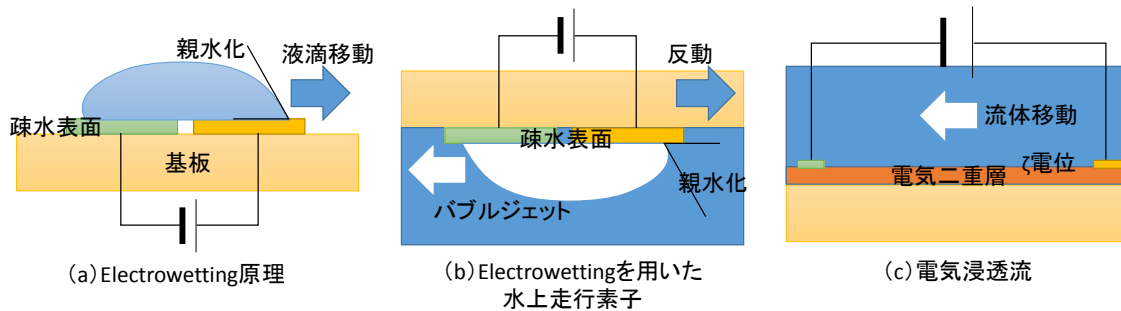 親水化
液滴移動
疎水表面
基板
(a)Electrowetting原理
反動
疎水表面
親水化
バブルジェット
(b)Electrowettingを用いた
水上走行素子
流体移動
ζ電位
電気二重層
(c)電気浸透流